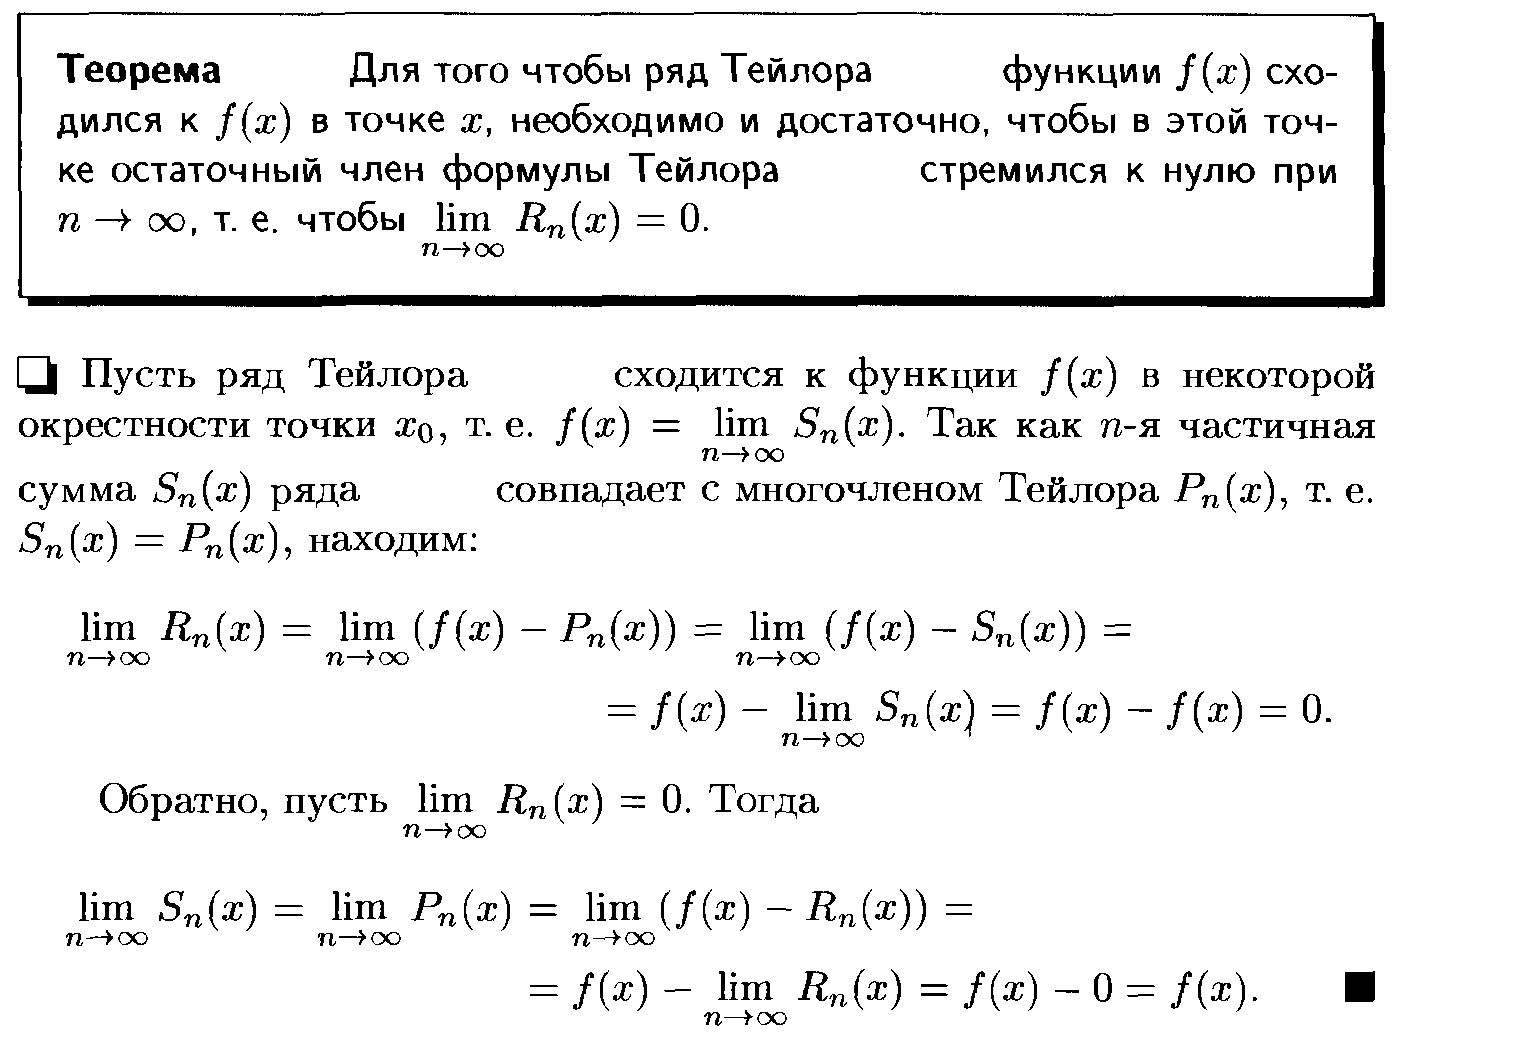 Теорема Для того чтобы ряд Тейлора функции f(x) схо-
дился к f(x) в точке x, необходимо и достаточно, чтобы в этой точ-
ке остаточный член формулы Тейлора стремился к нулю при
n → ∞, т. е. чтобы lim_{n→∞} R_n(x) = 0.
Пусть ряд Тейлора сходится к функции f(x) в некоторой
окрестности точки x_0, т. е. f(x) = lim_{n→∞} S_n(x). Так как n-я частичная
сумма S_n(x) ряда совпадает с многочленом Тейлора P_n(x), т. е.
S_n(x) = P_n(x), находим:
lim_{n→∞} R_n(x) = lim_{n→∞} (f(x) − P_n(x)) = lim_{n→∞} (f(x) − S_n(x)) =
= f(x) − lim_{n→∞} S_n(x) = f(x) − f(x) = 0.
Обратно, пусть lim_{n→∞} R_n(x) = 0. Тогда
lim_{n→∞} S_n(x) = lim_{n→∞} P_n(x) = lim_{n→∞} (f(x) − R_n(x)) =
= f(x) − lim_{n→∞} R_n(x) = f(x) − 0 = f(x). ■